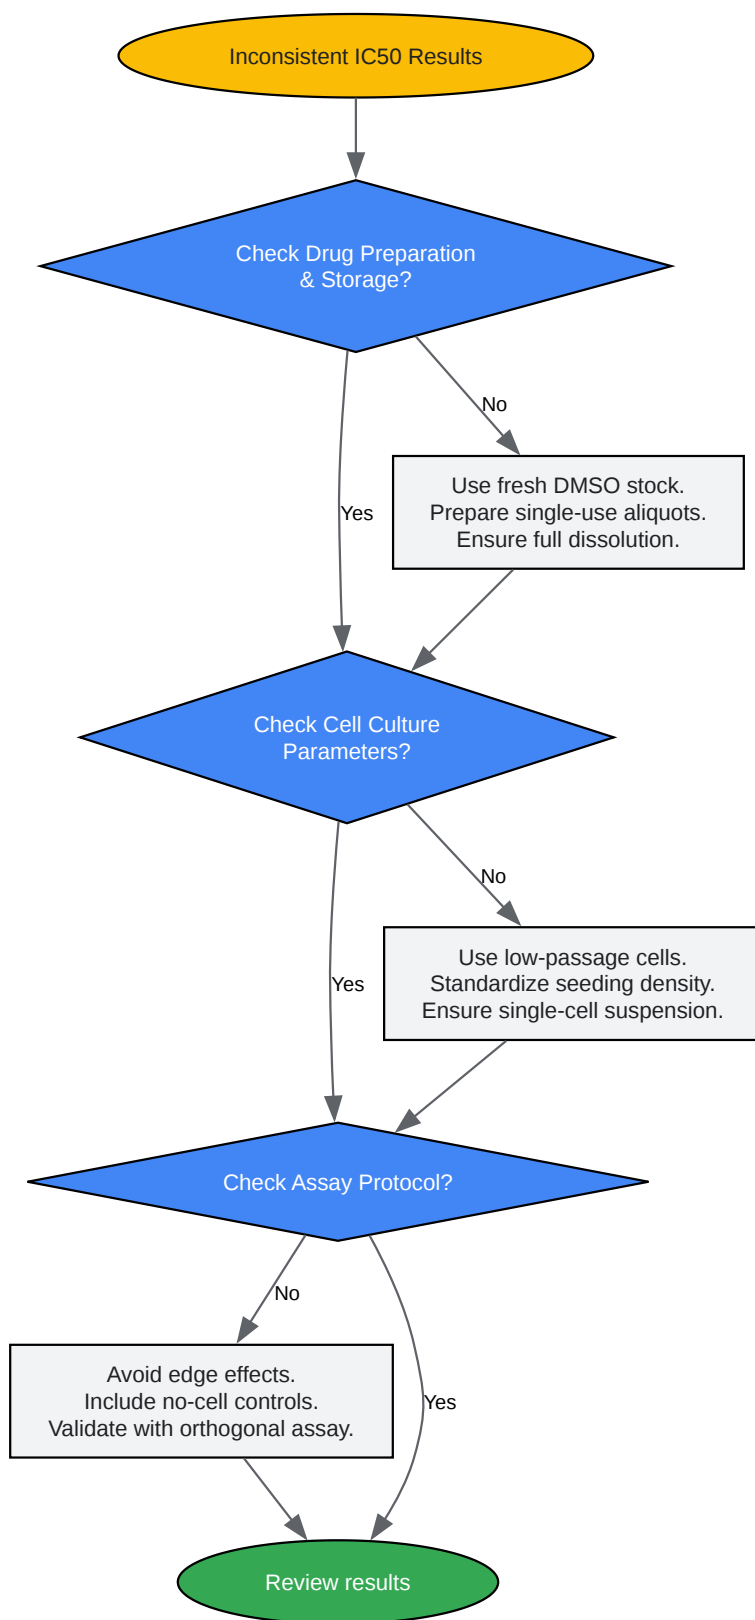 Inconsistent IC50 Results
Check Drug Preparation
& Storage?
No
Use fresh DMSO stock.
Prepare single-use aliquots.
Ensure full dissolution.
Yes
Check Cell Culture
Parameters?
No
Use low-passage cells.
Standardize seeding density.
Ensure single-cell suspension.
Yes
Check Assay Protocol?
No
Avoid edge effects.
Include no-cell controls.
Validate with orthogonal assay.
Yes
Review results